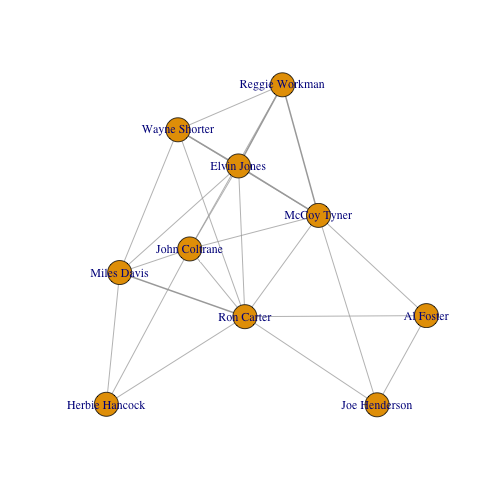 Reggie Workman
Wayne Shorter
Elvin Jones
McCoy Tyner
John Coltrane
Miles Davis
Ron Carter
Al Foster
Herbie Hancock
Joe Henderson